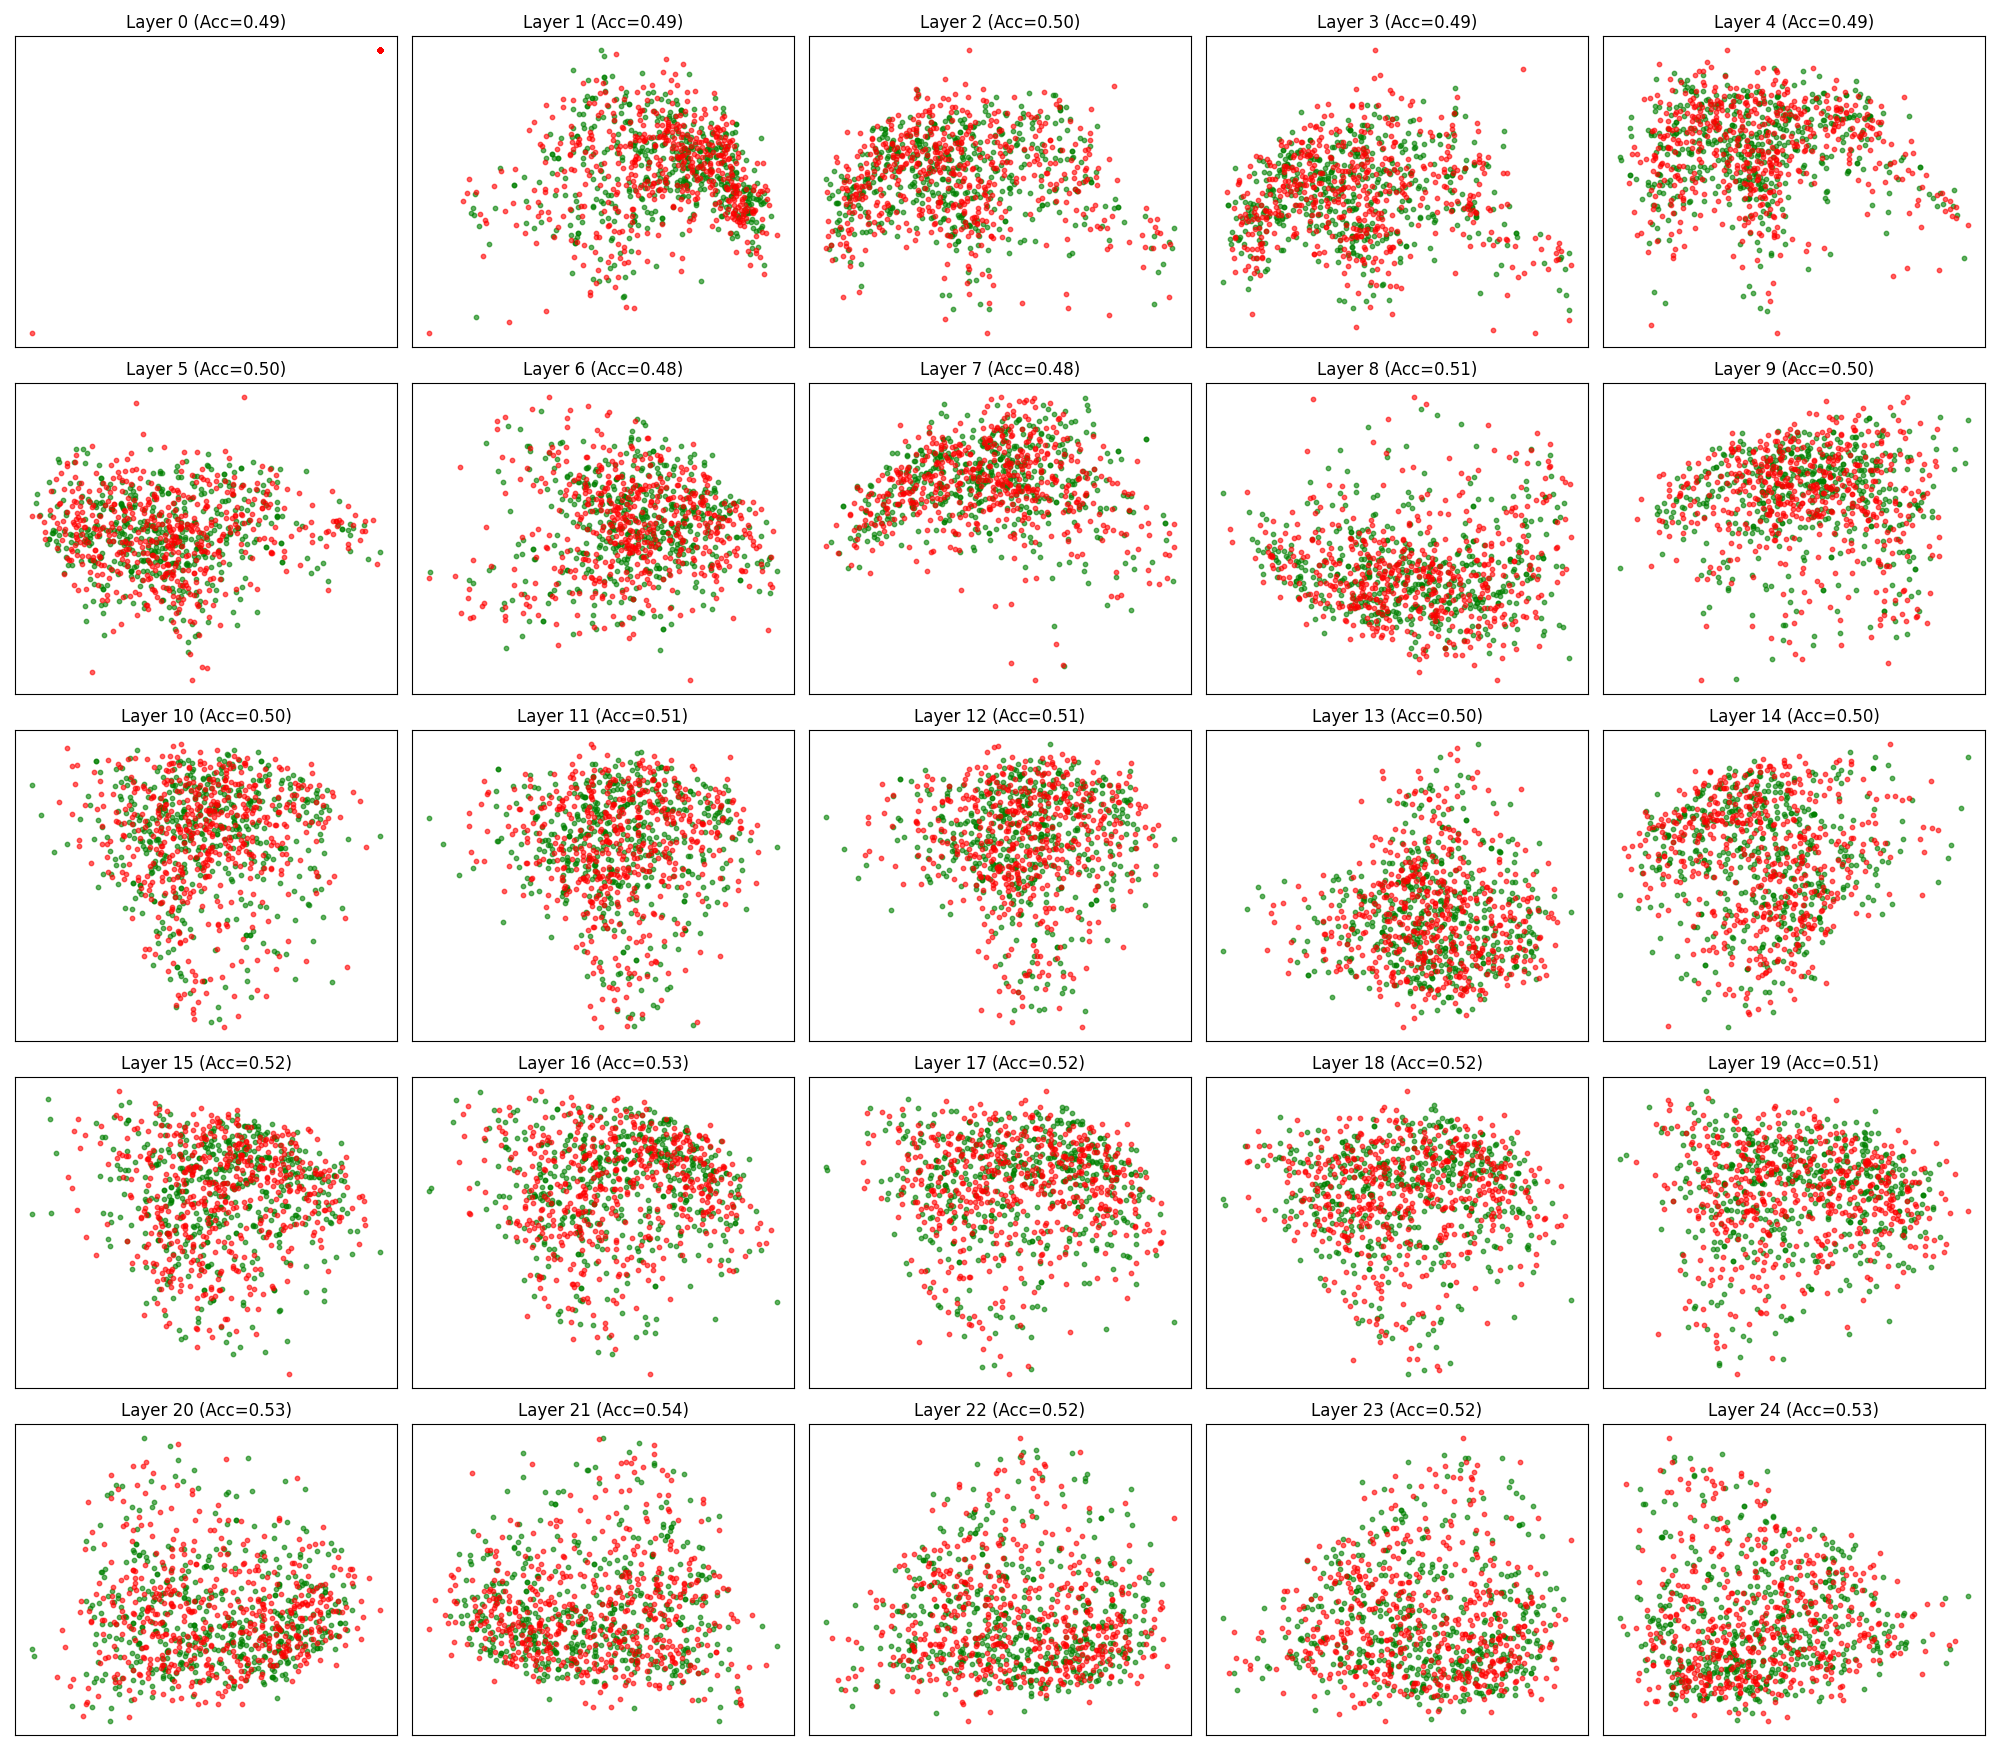 Layer 0 (Acc=0.49)
Layer 1 (Acc=0.49)
Layer 2 (Acc=0.50)
Layer 3 (Acc=0.49)
Layer 4 (Acc=0.49)
Layer 5 (Acc=0.50)
Layer 6 (Acc=0.48)
Layer 7 (Acc=0.48)
Layer 8 (Acc=0.51)
Layer 9 (Acc=0.50)
Layer 10 (Acc=0.50)
Layer 11 (Acc=0.51)
Layer 12 (Acc=0.51)
Layer 13 (Acc=0.50)
Layer 14 (Acc=0.50)
Layer 15 (Acc=0.52)
Layer 16 (Acc=0.53)
Layer 17 (Acc=0.52)
Layer 18 (Acc=0.52)
Layer 19 (Acc=0.51)
Layer 20 (Acc=0.53)
Layer 21 (Acc=0.54)
Layer 22 (Acc=0.52)
Layer 23 (Acc=0.52)
Layer 24 (Acc=0.53)